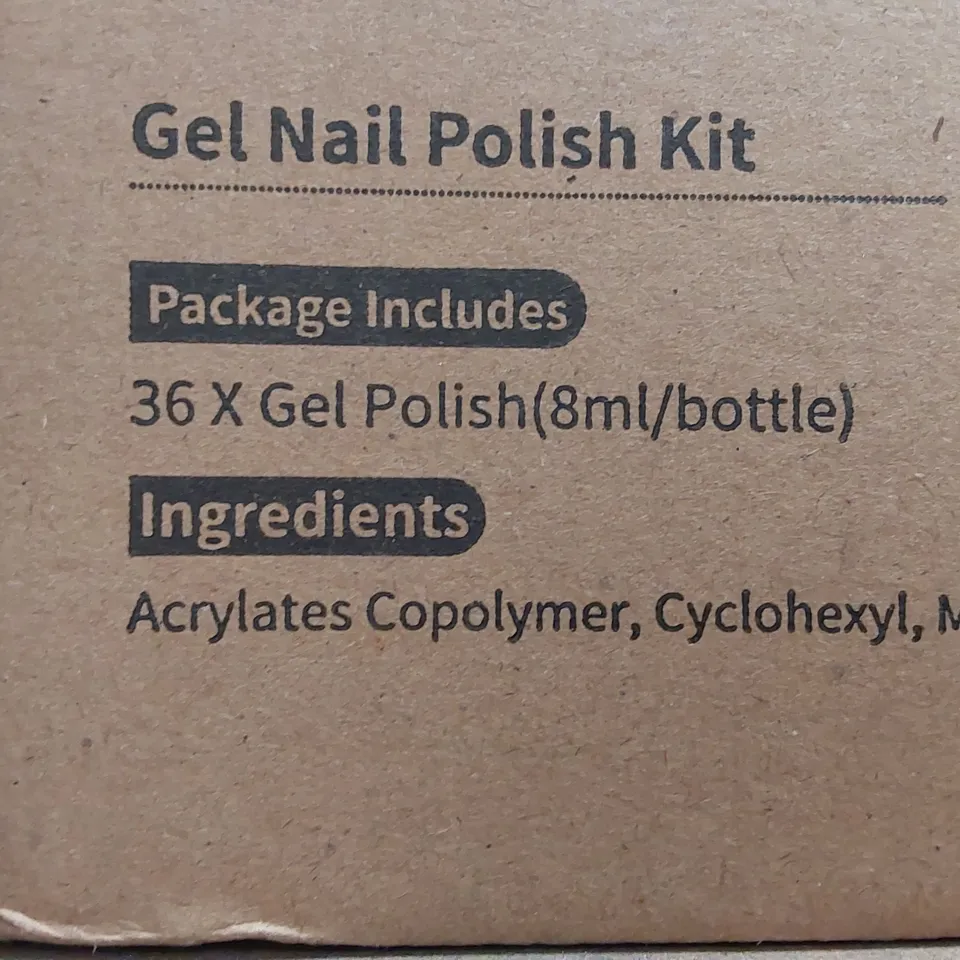 Gel Nail Polish Kit
Package Includes
36 X Gel Polish(8ml/bottle)
Ingredients
Acrylates Copolymer, Cyclohexyl,